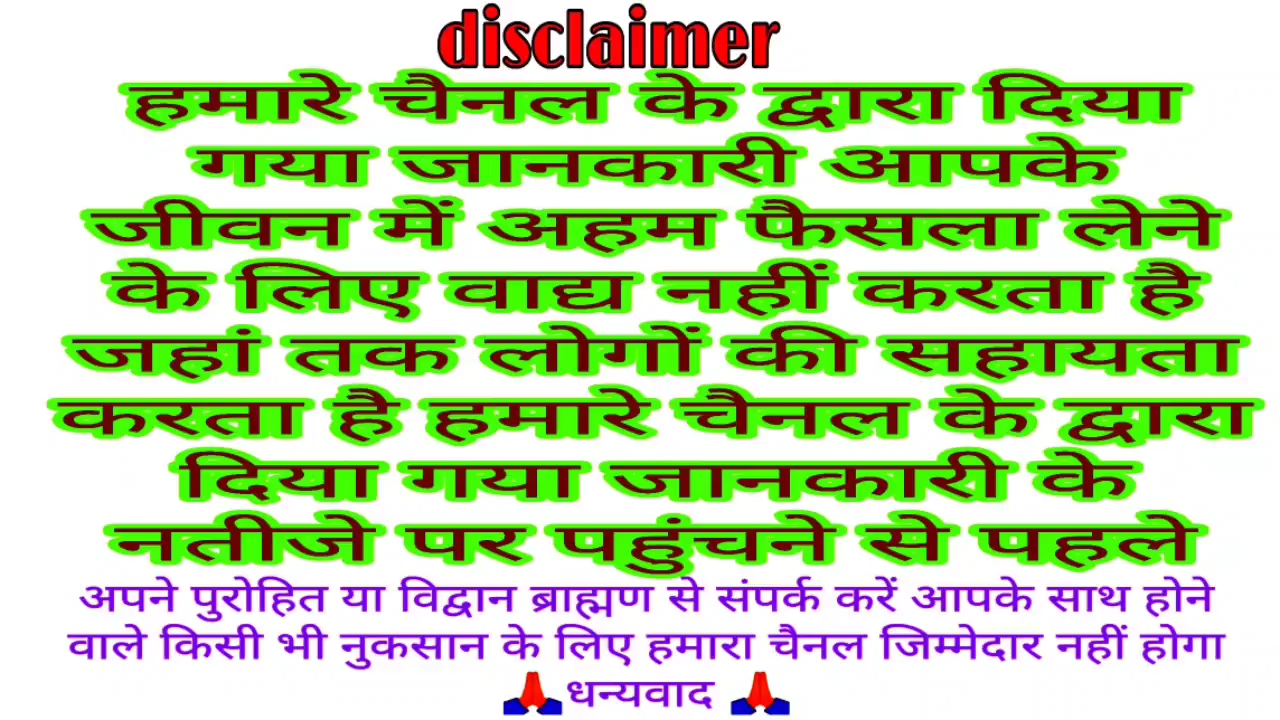 disclaimer
हमारे चैनल के द्वारा दिया
गया जानकारी आपके
जीवन में अहम फैसला लेने
के लिए वाद्य नहीं करता है
जहां तक लोगों की सहायता
करता है हमारे चैनल के द्वारा
दिया गया जानकारी के
नतीजे पर पहुंचने से पहले
अपने पुरोहित या विद्वान ब्राह्मण से संपर्क करें आपके साथ होने
वाले किसी भी नुकसान के लिए हमारा चैनल जिम्मेदार नहीं होगा
🙏धन्यवाद 🙏